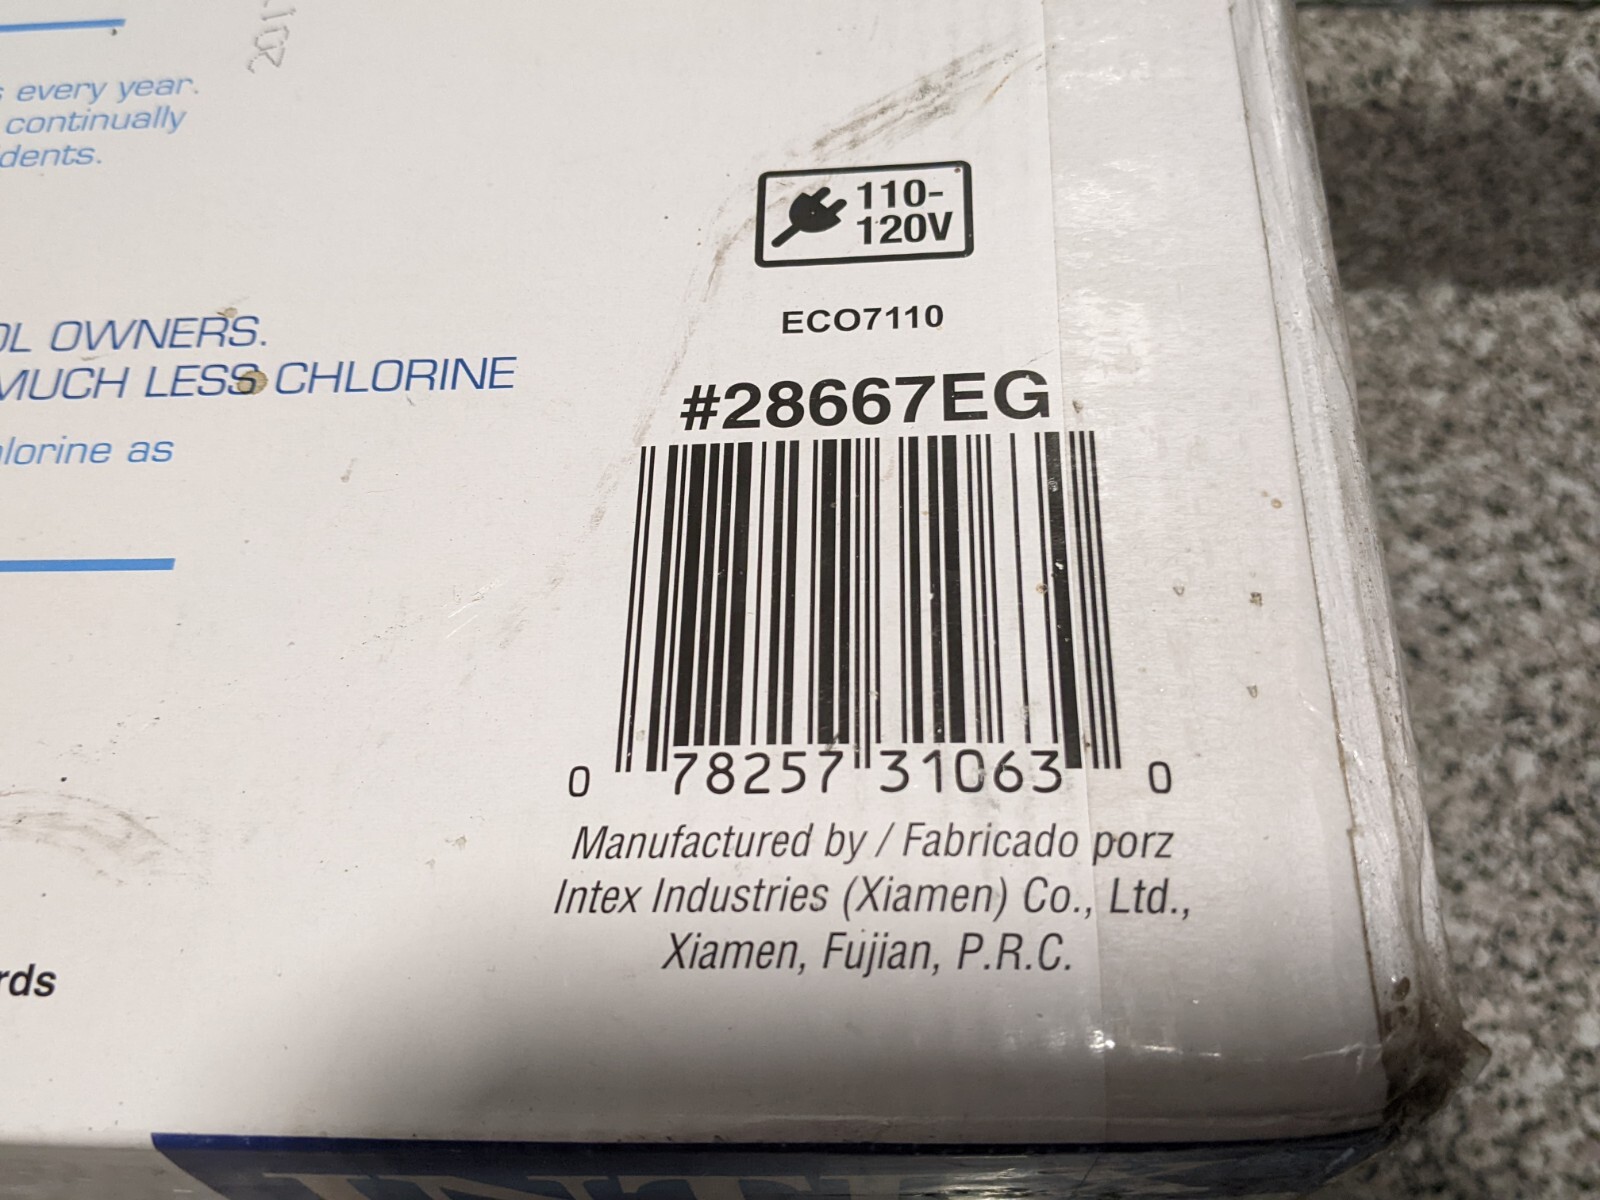 every year.
continually
dents.
110-
120V
ECO7110
OL OWNERS.
MUCH LESS CHLORINE
#28667EG
lorine as
0 78257 31063 0
Manufactured by / Fabricado porz
Intex Industries (Xiamen) Co., Ltd.,
Xiamen, Fujian, P.R.C.
rds